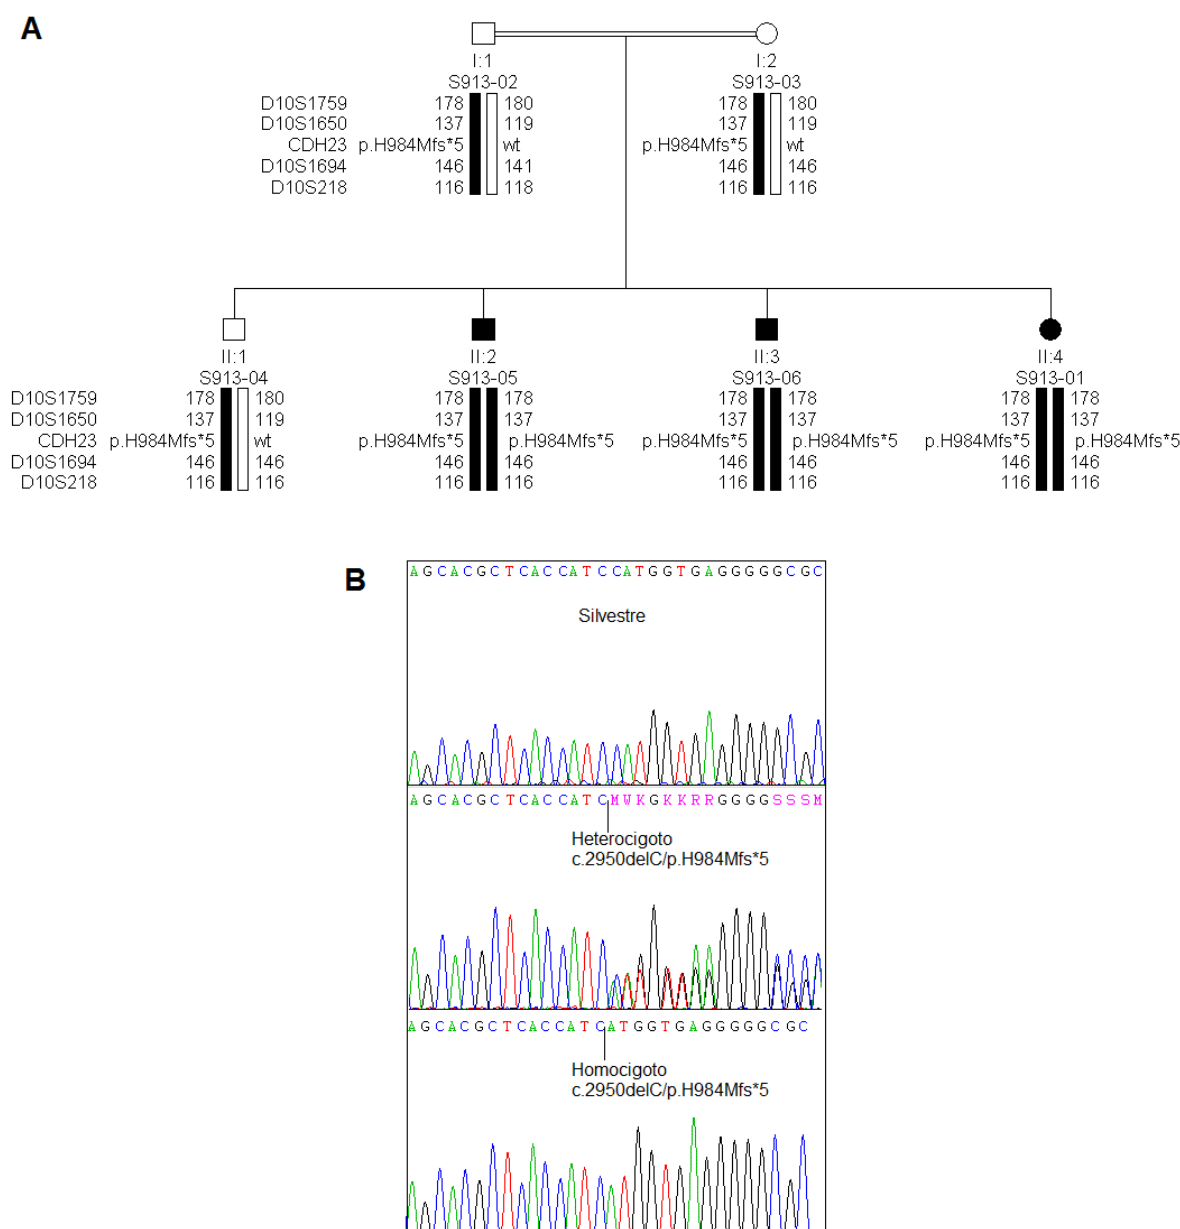 A
I:1 I:2
S913-02 S913-03
D10S1759 178 180 178 180
D10S1650 137 119 137 119
CDH23 p.H984Mfs*5 wt p.H984Mfs*5 wt
D10S1694 146 141 146 146
D10S218 116 118 116 116
II:1 II:2 II:3 II:4
S913-04 S913-05 S913-06 S913-01
D10S1759 178 180 178 178 178 178 178 178
D10S1650 137 119 137 137 137 137 137 137
CDH23 p.H984Mfs*5 wt p.H984Mfs*5 p.H984Mfs*5 p.H984Mfs*5 p.H984Mfs*5 p.H984Mfs*5 p.H984Mfs*5
D10S1694 146 146 146 146 146 146 146 146
D10S218 116 116 116 116 116 116 116 116
B
AGCACGCTCACCATCCATGGTGAGGGGGCGC
Silvestre
AGCACGCTCACCATCMWKGKKRRGGGGSSSM
Heterocigoto
c.2950delC/p.H984Mfs*5
AGCACGCTCACCATCATGGTGAGGGGGCGC
Homocigoto
c.2950delC/p.H984Mfs*5